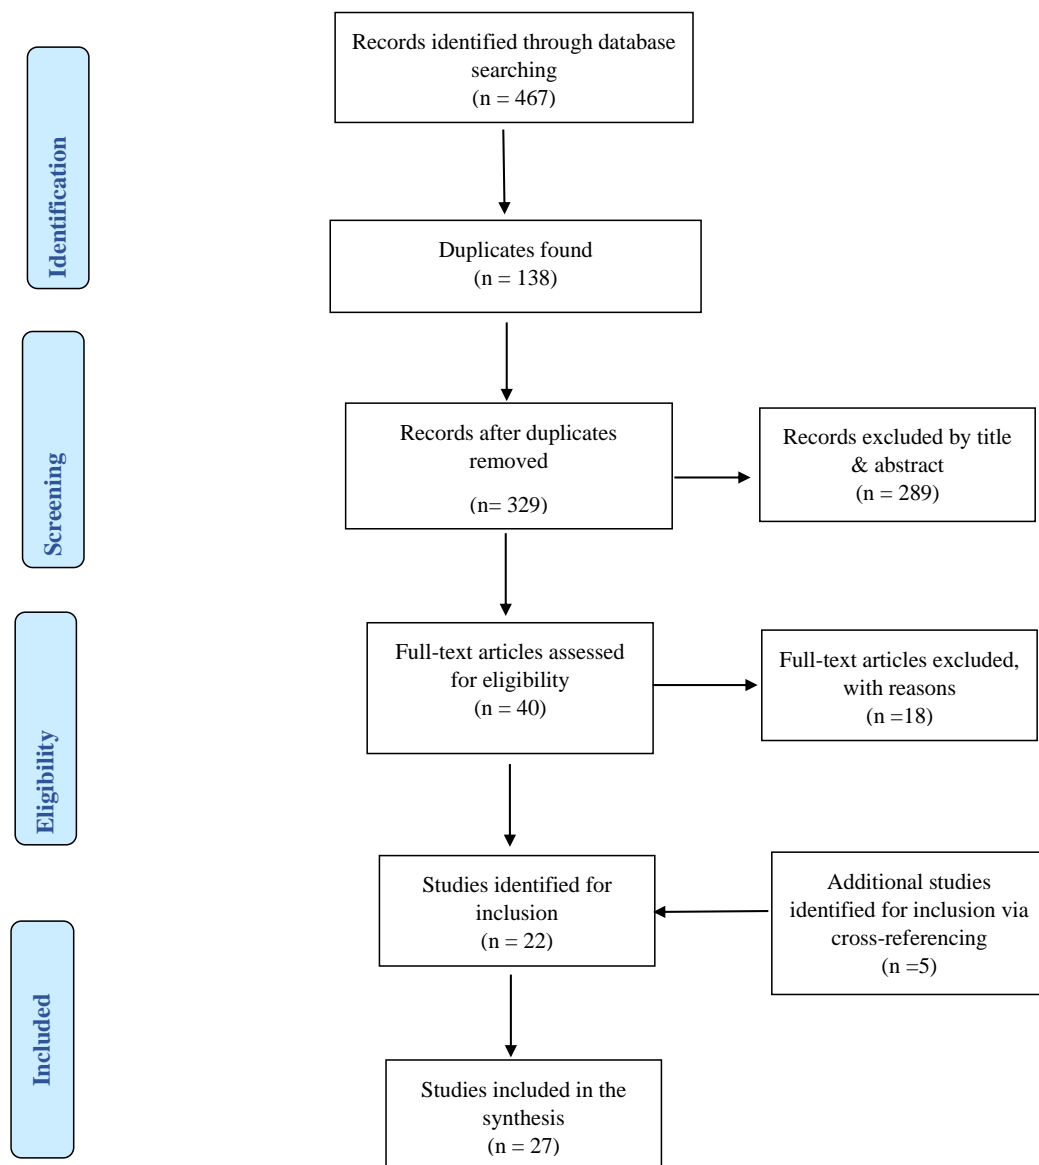 Records identified through database
searching
(n = 467)
Identification
Duplicates found
(n = 138)
Screening
Records after duplicates
removed
(n= 329)
Records excluded by title
& abstract
(n = 289)
Eligibility
Full-text articles assessed
for eligibility
(n = 40)
Full-text articles excluded,
with reasons
(n =18)
Studies identified for
inclusion
(n = 22)
Additional studies
identified for inclusion via
cross-referencing
(n =5)
Included
Studies included in the
synthesis
(n = 27)